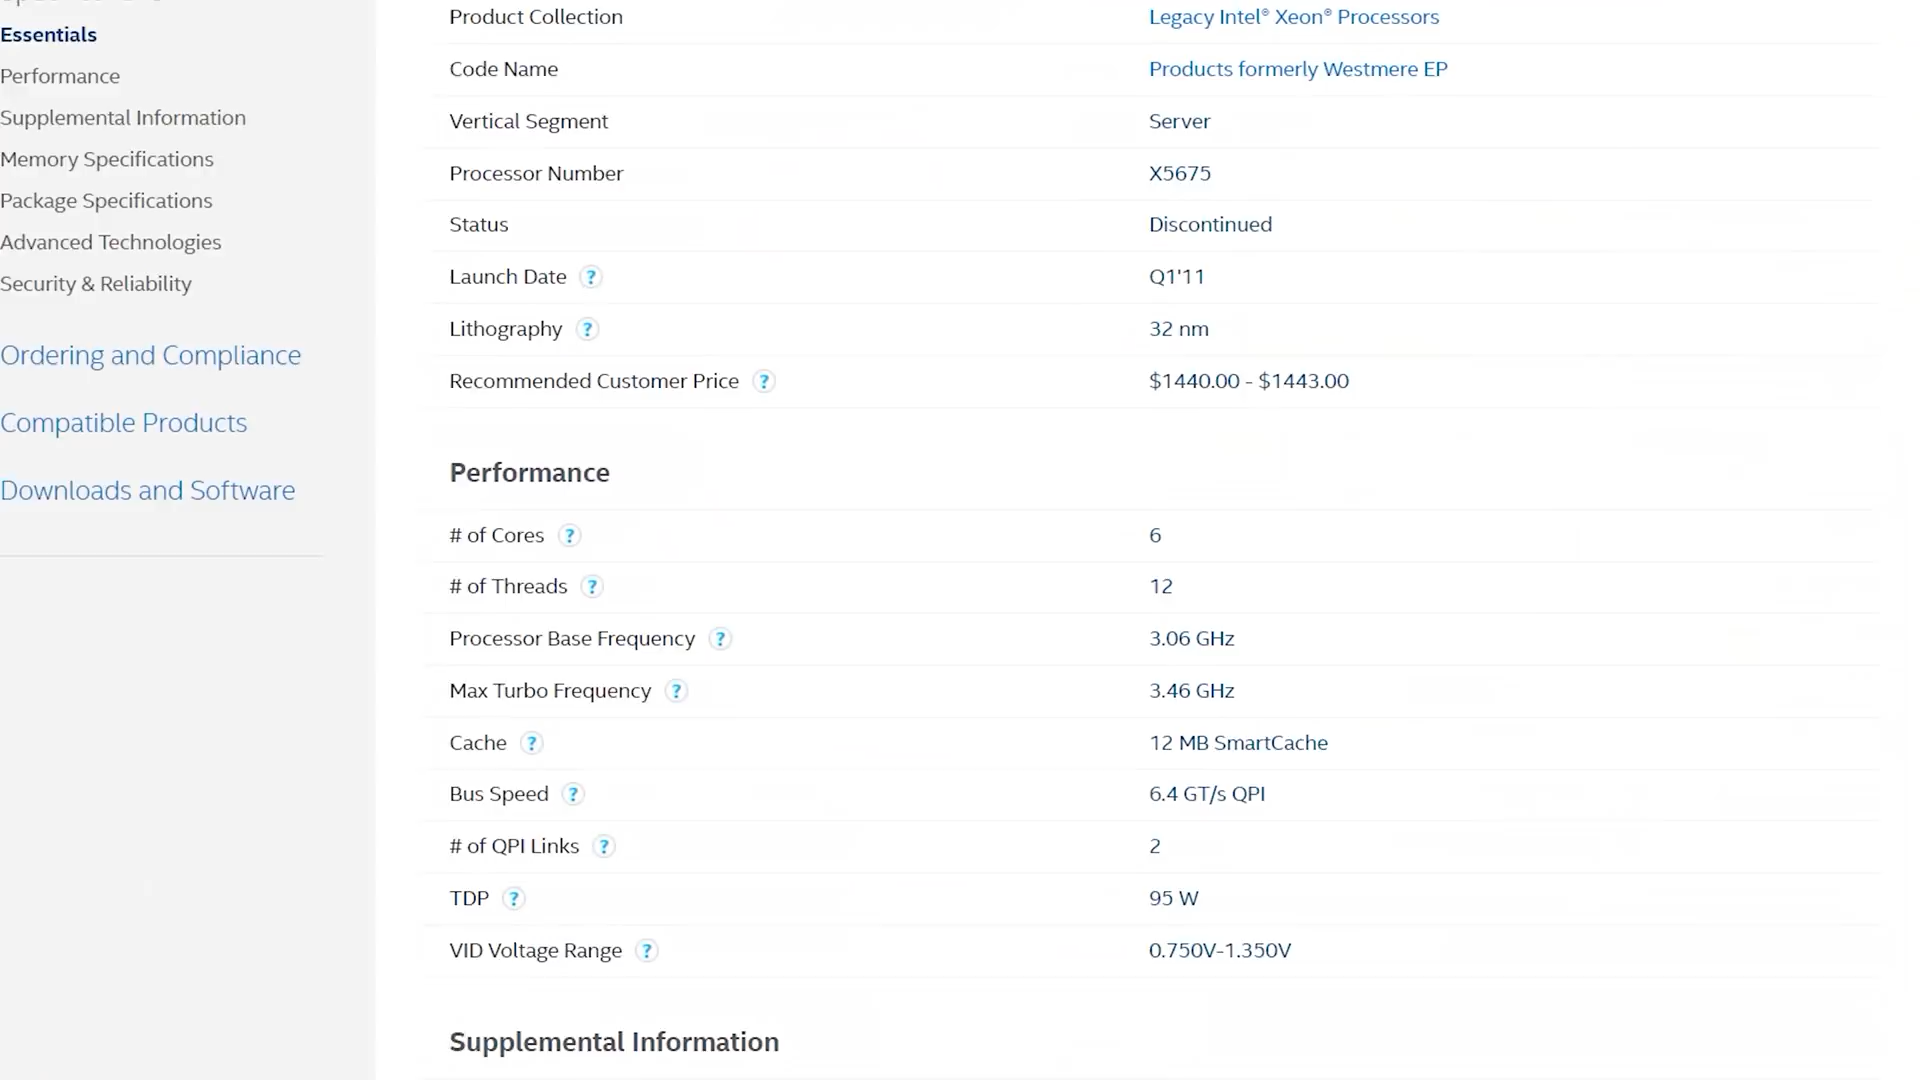 Essentials
Performance
Supplemental Information
Memory Specifications
Package Specifications
Advanced Technologies
Security & Reliability
Ordering and Compliance
Compatible Products
Downloads and Software
Product Collection Legacy Intel® Xeon® Processors
Code Name Products formerly Westmere EP
Vertical Segment Server
Processor Number X5675
Status Discontinued
Launch Date ? Q1'11
Lithography ? 32 nm
Recommended Customer Price ? $1440.00 - $1443.00
Performance
# of Cores ? 6
# of Threads ? 12
Processor Base Frequency ? 3.06 GHz
Max Turbo Frequency ? 3.46 GHz
Cache ? 12 MB SmartCache
Bus Speed ? 6.4 GT/s QPI
# of QPI Links ? 2
TDP ? 95 W
VID Voltage Range ? 0.750V-1.350V
Supplemental Information